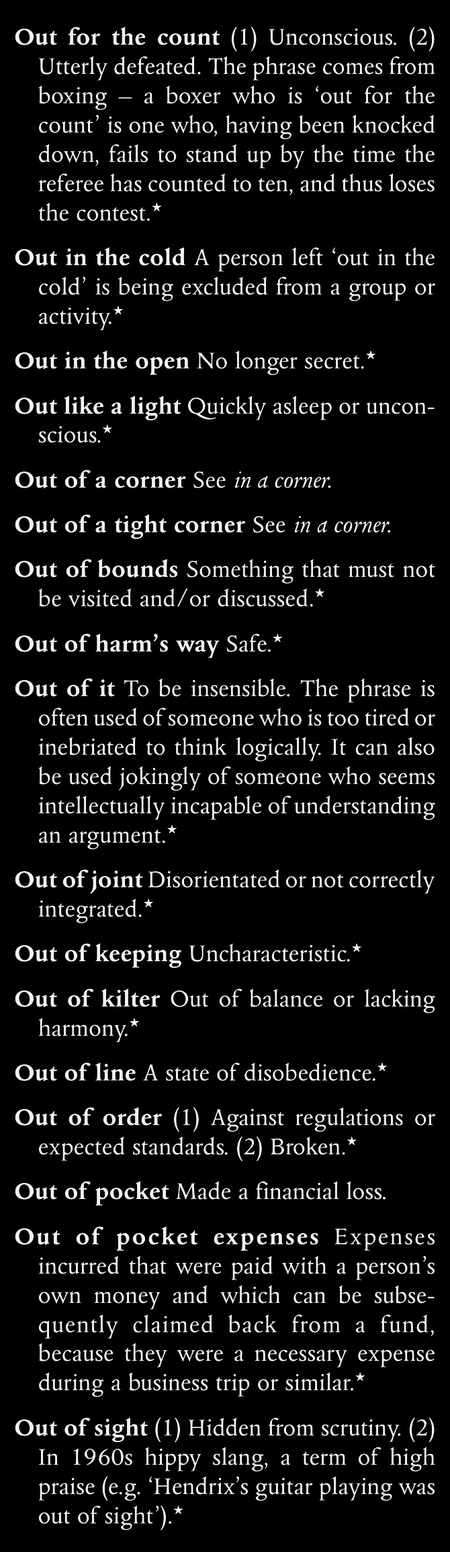 Out for the count (1) Unconscious. (2)
Utterly defeated. The phrase comes from
boxing – a boxer who is ‘out for the
count’ is one who, having been knocked
down, fails to stand up by the time the
referee has counted to ten, and thus loses
the contest.★
Out in the cold A person left ‘out in the
cold’ is being excluded from a group or
activity.★
Out in the open No longer secret.★
Out like a light Quickly asleep or uncon-
scious.★
Out of a corner See in a corner.
Out of a tight corner See in a corner.
Out of bounds Something that must not
be visited and/or discussed.★
Out of harm’s way Safe.★
Out of it To be insensible. The phrase is
often used of someone who is too tired or
inebriated to think logically. It can also
be used jokingly of someone who seems
intellectually incapable of understanding
an argument.★
Out of joint Disorientated or not correctly
integrated.★
Out of keeping Uncharacteristic.★
Out of kilter Out of balance or lacking
harmony.★
Out of line A state of disobedience.★
Out of order (1) Against regulations or
expected standards. (2) Broken.★
Out of pocket Made a financial loss.
Out of pocket expenses Expenses
incurred that were paid with a person’s
own money and which can be subse-
quently claimed back from a fund,
because they were a necessary expense
during a business trip or similar.★
Out of sight (1) Hidden from scrutiny. (2)
In 1960s hippy slang, a term of high
praise (e.g. ‘Hendrix’s guitar playing was
out of sight’).★